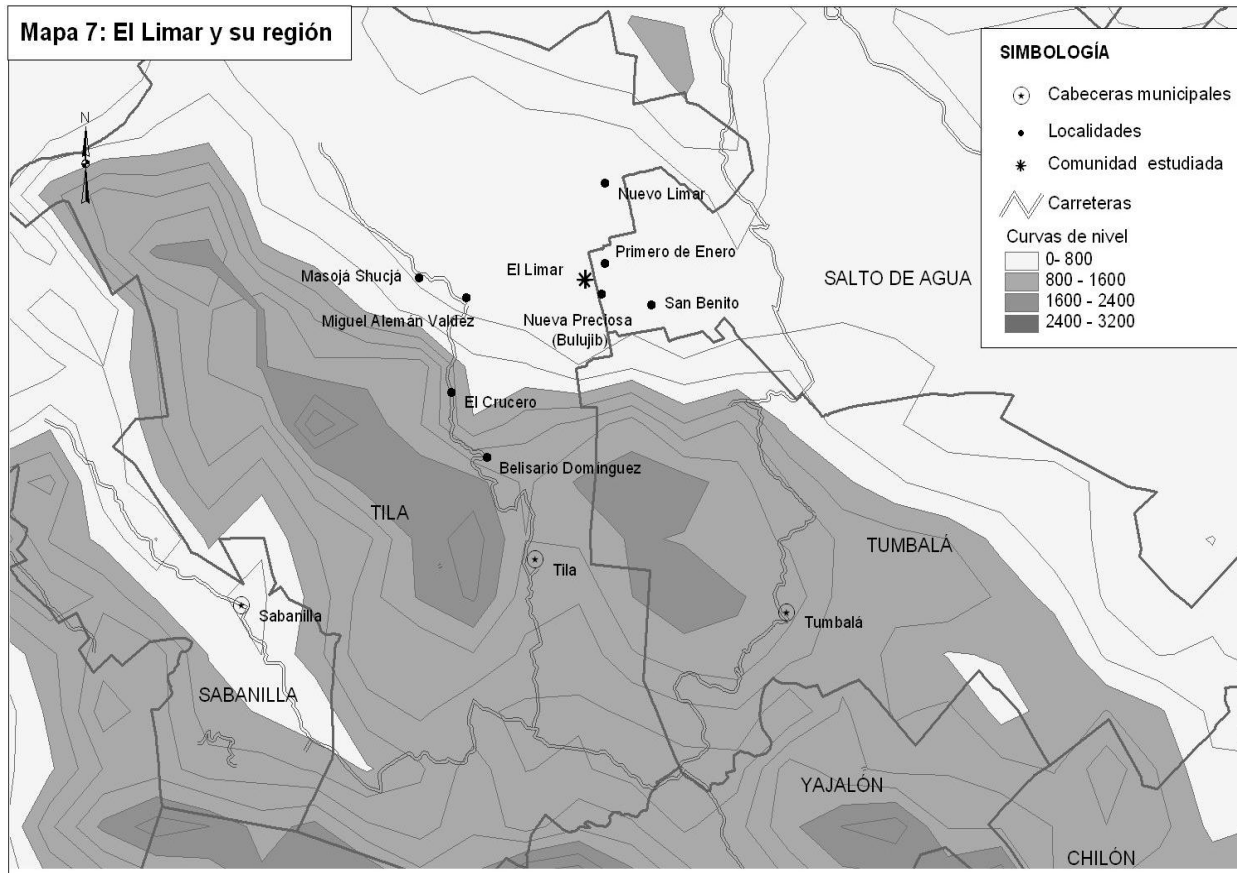 Mapa 7: El Limar y su región
SIMBOLOGÍA
Cabeceras municipales
Localidades
Comunidad estudiada
Carreteras
Curvas de nivel
0- 800
800 - 1600
1600 - 2400
2400 - 3200
N
Nuevo Limar
Primero de Enero
El Limar
Masojá Shucjá
SALTO DE AGUA
San Benito
Miguel Alemán Valdéz
Nueva Preciosa
(Bulujib)
El Crucero
Belisario Domínguez
TILA
TUMBALÁ
Tila
Sabanilla
Tumbalá
SABANILLA
YAJALÓN
CHILÓN